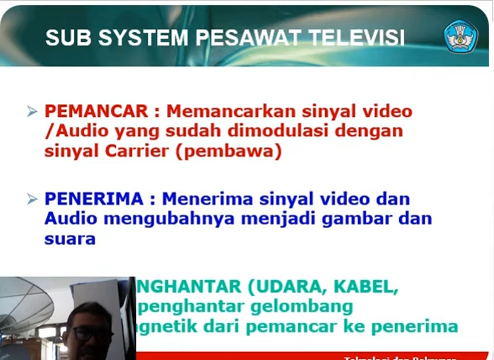 SUB SYSTEM PESAWAT TELEVISI
PEMANCAR : Memancarkan sinyal video
/Audio yang sudah dimodulasi dengan
sinyal Carrier (pembawa)
PENERIMA : Menerima sinyal video dan
Audio mengubahnya menjadi gambar dan
suara
NGHANTAR (UDARA, KABEL,
penghantar gelombang
gnetik dari pemancar ke penerima